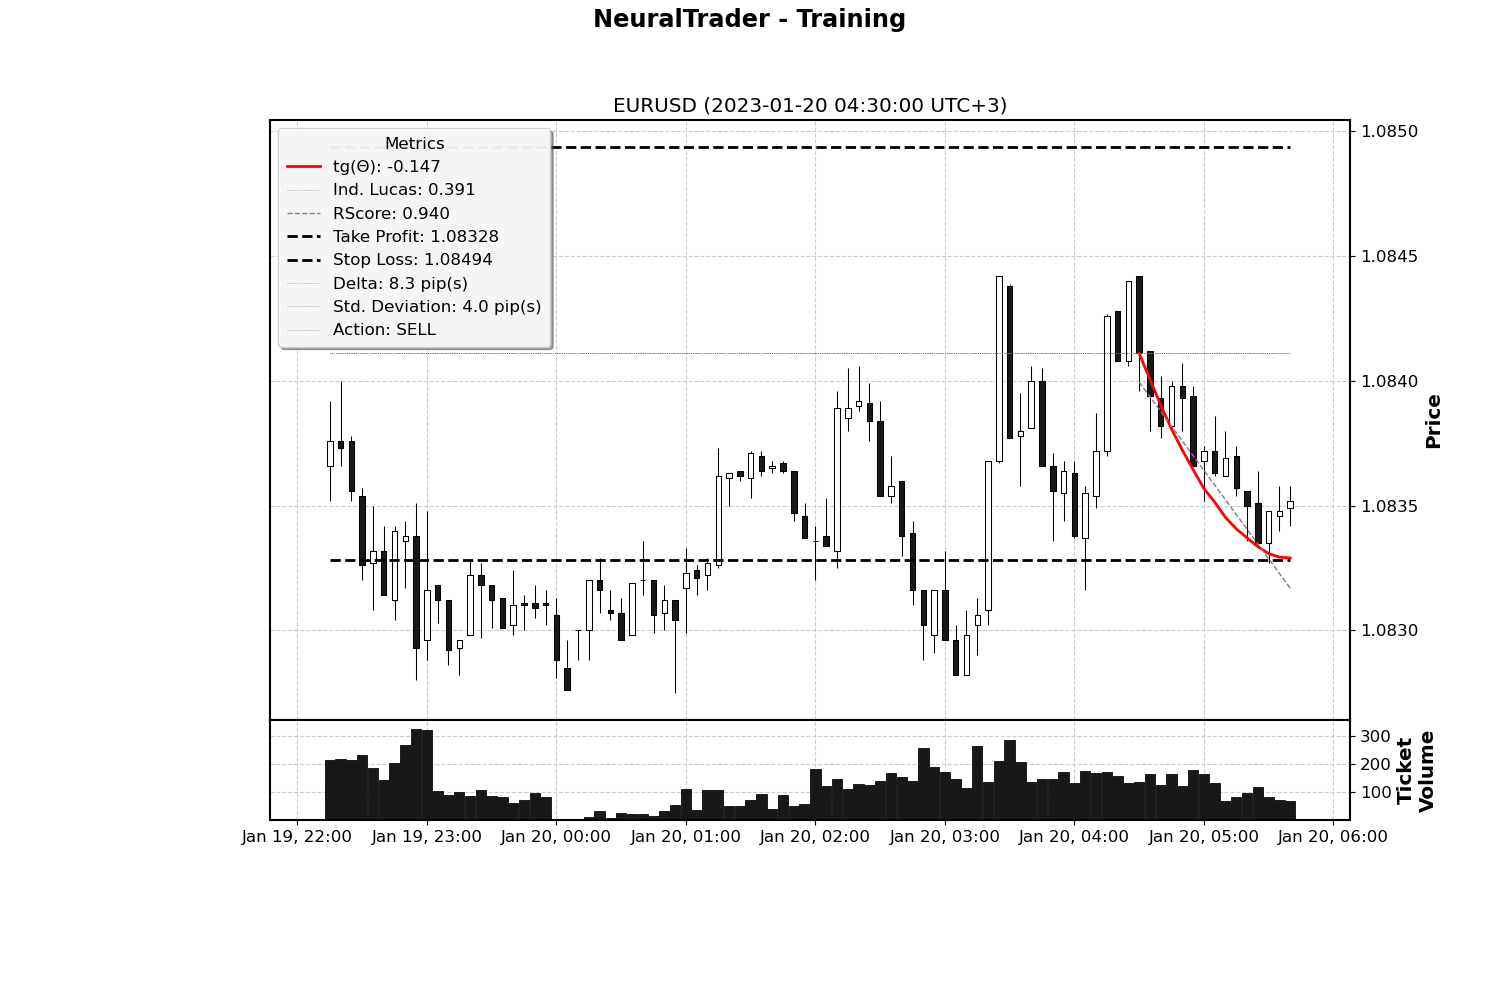 NeuralTrader - Training
EURUSD (2023-01-20 04:30:00 UTC+3)
Metrics
tg(Θ): -0.147
Ind. Lucas: 0.391
RScore: 0.940
Take Profit: 1.08328
Stop Loss: 1.08494
Delta: 8.3 pip(s)
Std. Deviation: 4.0 pip(s)
Action: SELL
1.0850
1.0845
1.0840
1.0835
1.0830
Price
300
200
100
Ticket
Volume
Jan 19, 22:00
Jan 19, 23:00
Jan 20, 00:00
Jan 20, 01:00
Jan 20, 02:00
Jan 20, 03:00
Jan 20, 04:00
Jan 20, 05:00
Jan 20, 06:00